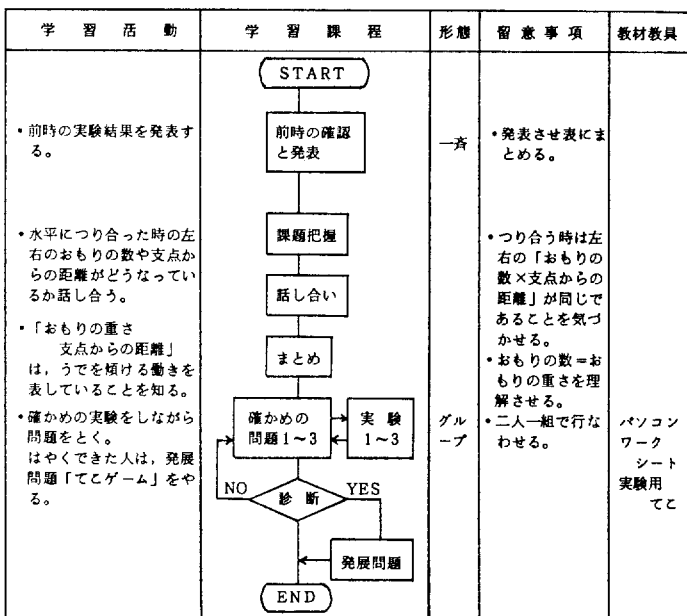 学習活動
学習課程
形態
留意事項
教材教具
START
・前時の実験結果を発表す
る。
前時の確認
と発表
一斉
・発表させ表にま
とめる。
・水平につり合った時の左
右のおもりの数や支点か
らの距離がどうなってい
るか話し合う。
課題把握
話し合い
・つり合う時は左
右の「おもりの
数×支点からの
距離」が同じで
あることを気づ
かせる。
・「おもりの重さ
支点からの距離」
は，うでを傾ける働きを
表していることを知る。
まとめ
・おもりの数＝お
もりの重さを理
解させる。
・確かめの実験をしながら
問題をとく。
はやくできた人は，発展
問題「てこゲーム」をや
る。
確かめの
問題1～3
実験
1～3
グル
ープ
・二人一組で行な
わせる。
パソコン
ワーク
シート
実験用
てこ
NO
診断
YES
発展問題
END